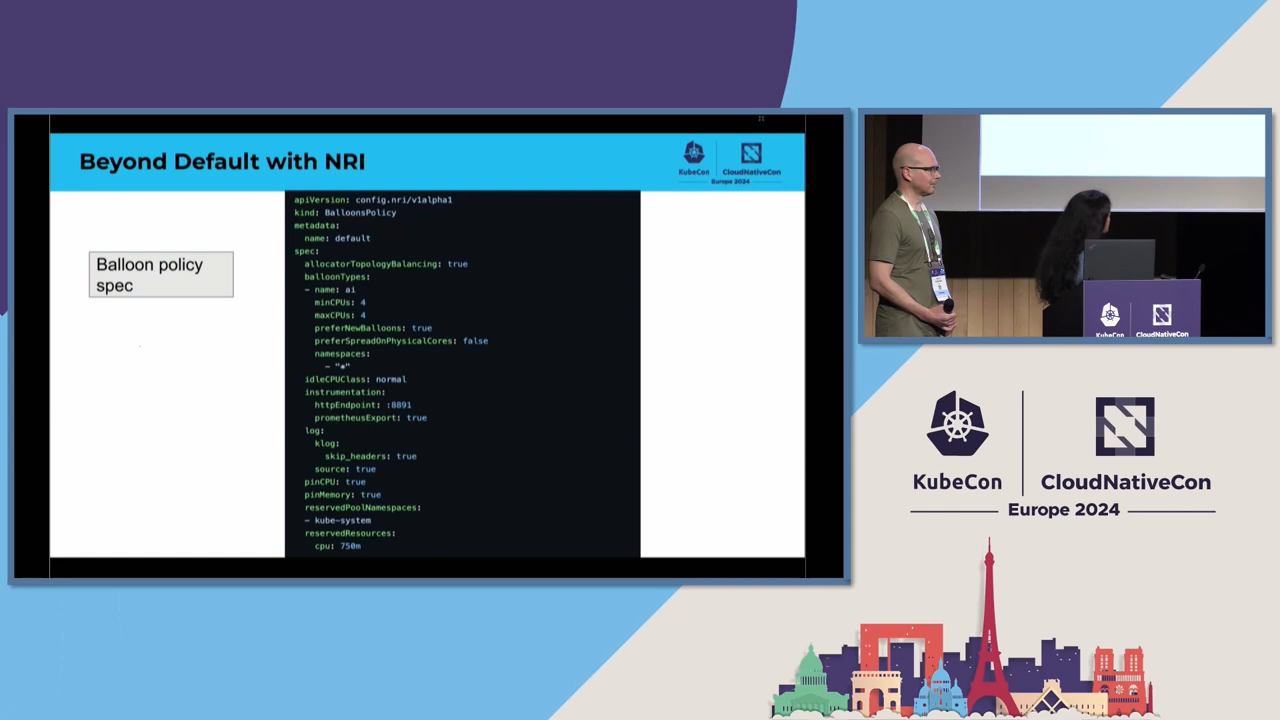 Beyond Default with NRI
KubeCon
CloudNativeCon
Europe 2024
Balloon policy
spec
apiVersion: config.nri/v1alpha1
kind: BalloonsPolicy
metadata:
name: default
spec:
allocatorTopologyBalancing: true
balloonTypes:
- name: ai
minCPUs: 4
maxCPUs: 4
preferNewBalloons: true
preferSpreadOnPhysicalCores: false
namespaces:
- "*"
idleCPUClass: normal
instrumentation:
httpEndpoint: :8891
prometheusExport: true
log:
klog:
skip_headers: true
source: true
pinCPU: true
pinMemory: true
reservedPoolNamespaces:
- kube-system
reservedResources:
cpu: 750m
KubeCon
CloudNativeCon
KubeCon
CloudNativeCon
Europe 2024